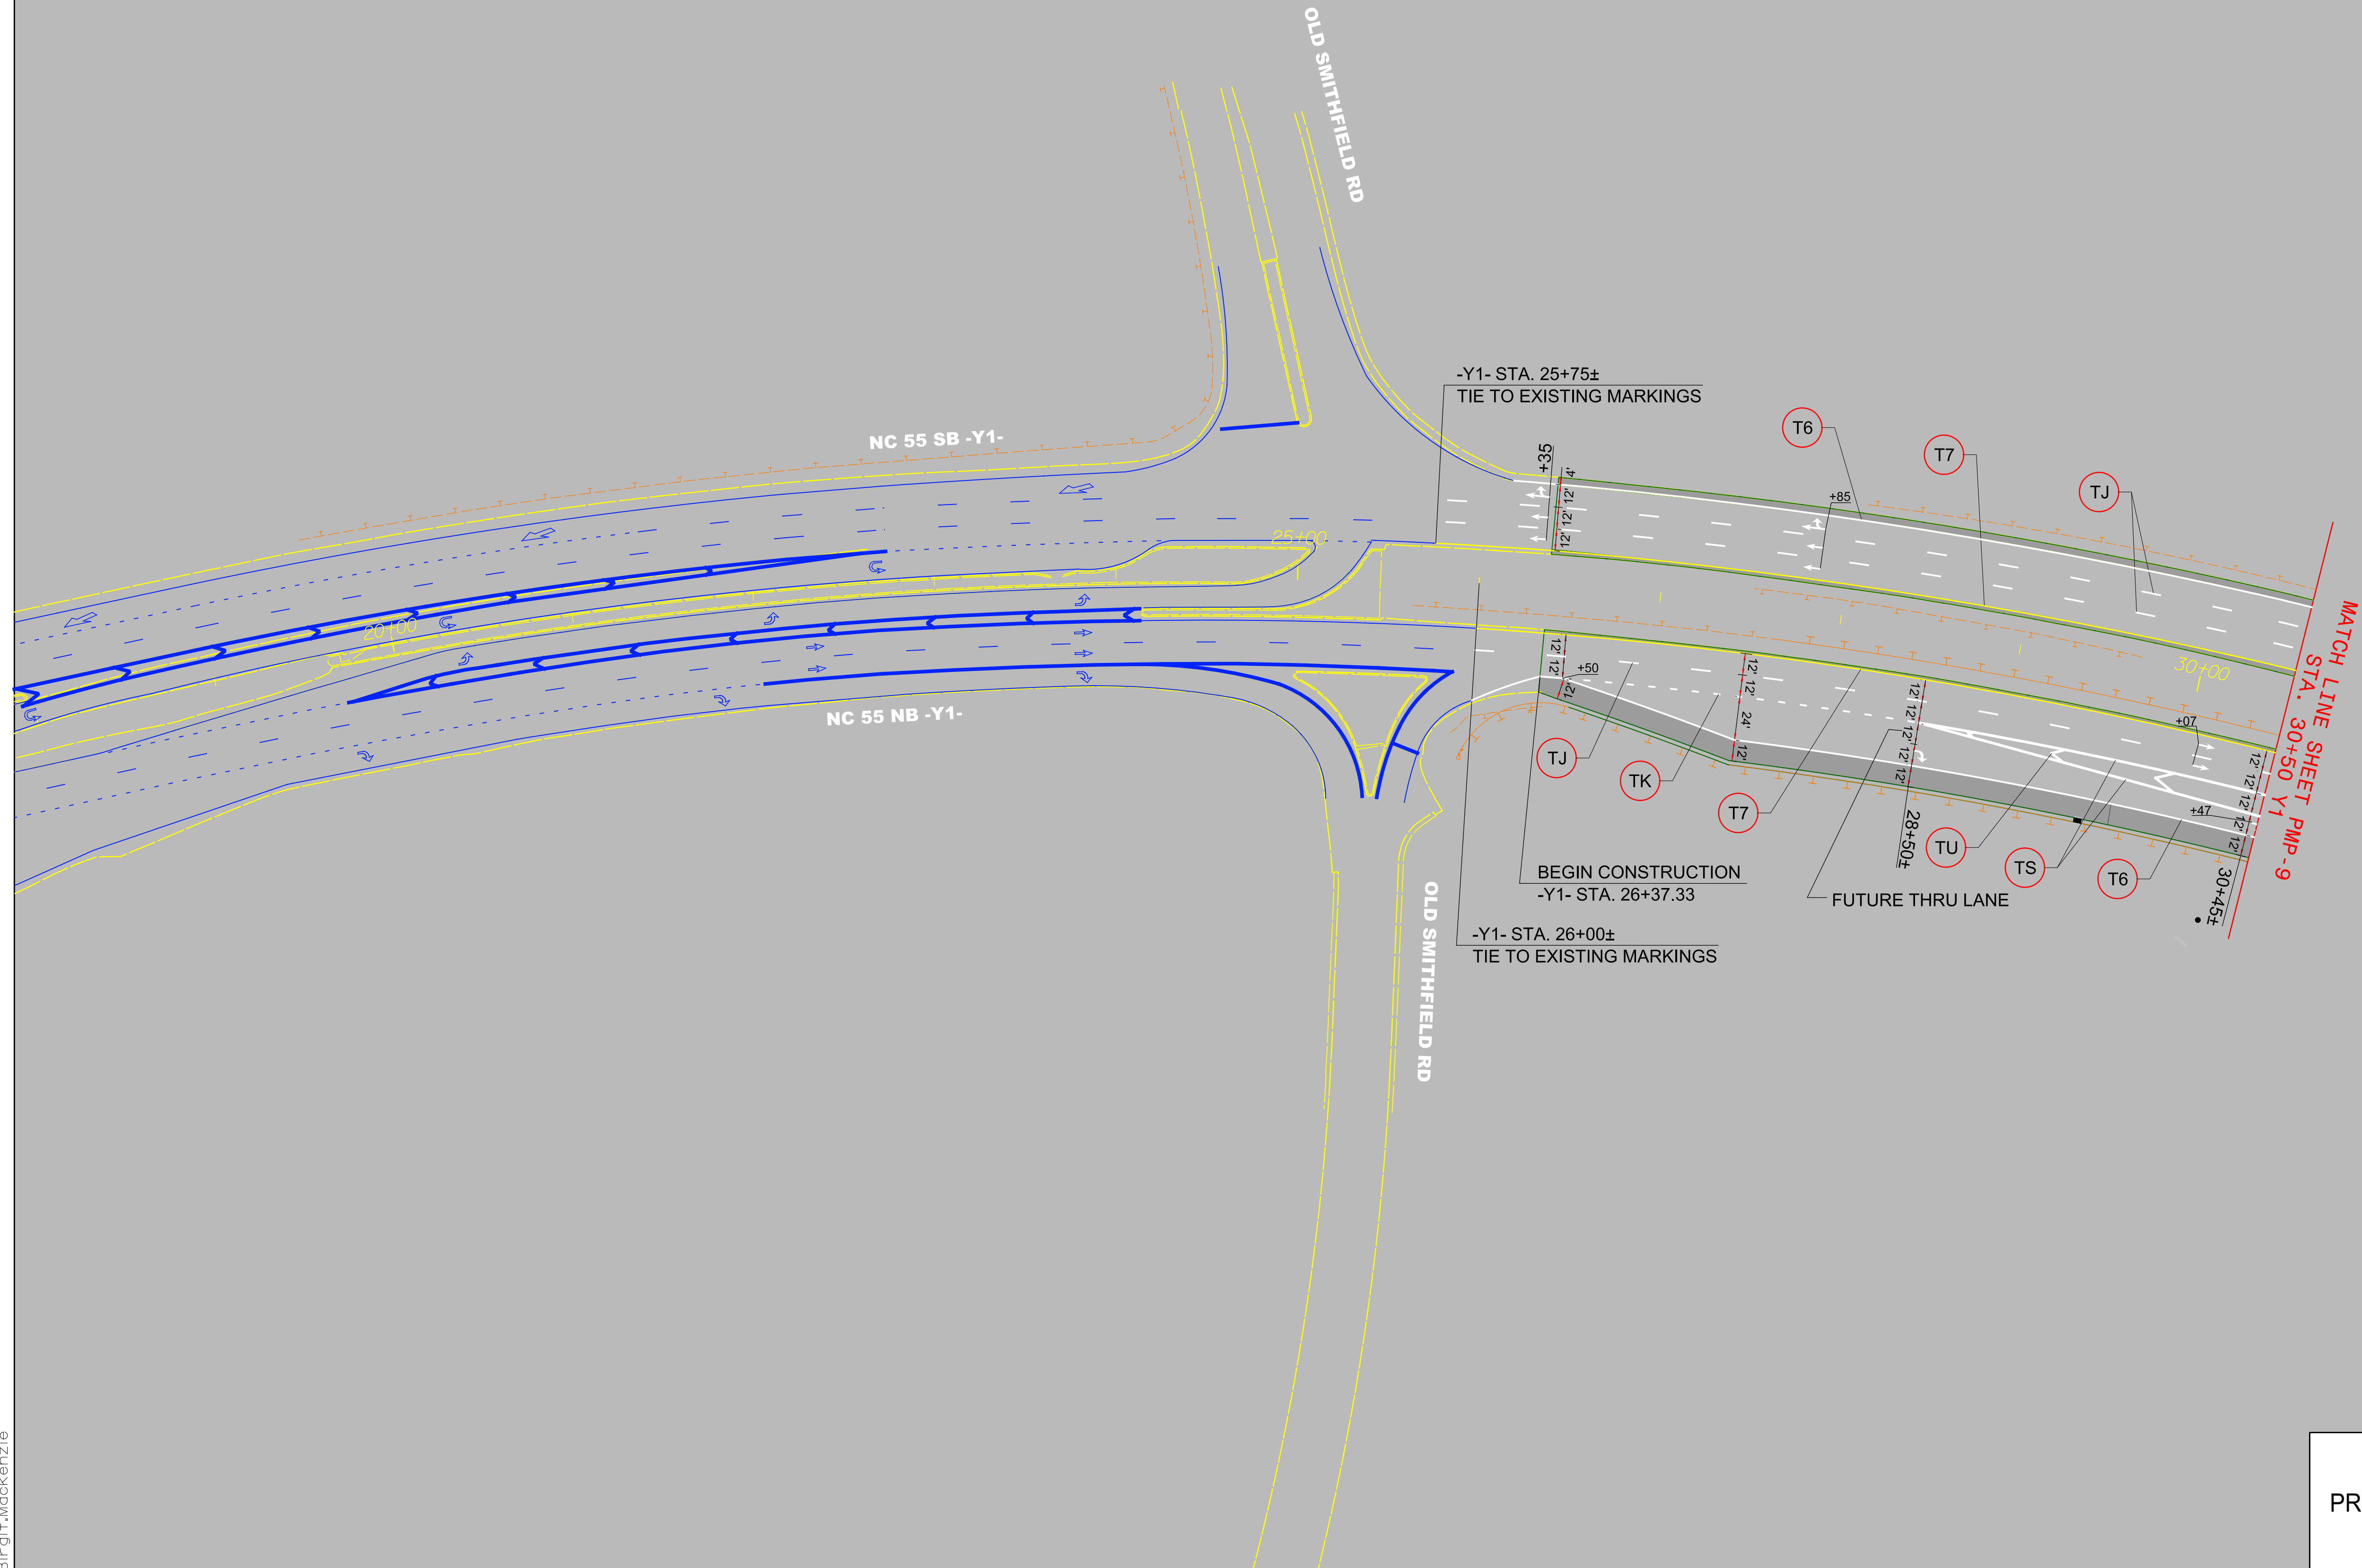 OLD SMITHFIELD RD
-Y1- STA. 25+75±
TIE TO EXISTING MARKINGS
T6
T7
TJ
NC 55 SB -Y1-
+35
4'
12'
12'
12'
+85
25+00
20+00
30+00
MATCH LINE SHEET PMP-9
STA. 30+50 Y1
NC 55 NB -Y1-
12'
12'
+50
12'
12'
12'
24'
12'
12'
12'
12'
12'
12'
+07
12'
12'
12'
+47
12'
12'
TJ
TK
T7
28+50±
TU
TS
T6
30+45±
BEGIN CONSTRUCTION
-Y1- STA. 26+37.33
FUTURE THRU LANE
-Y1- STA. 26+00±
TIE TO EXISTING MARKINGS
OLD SMITHFIELD RD
PR